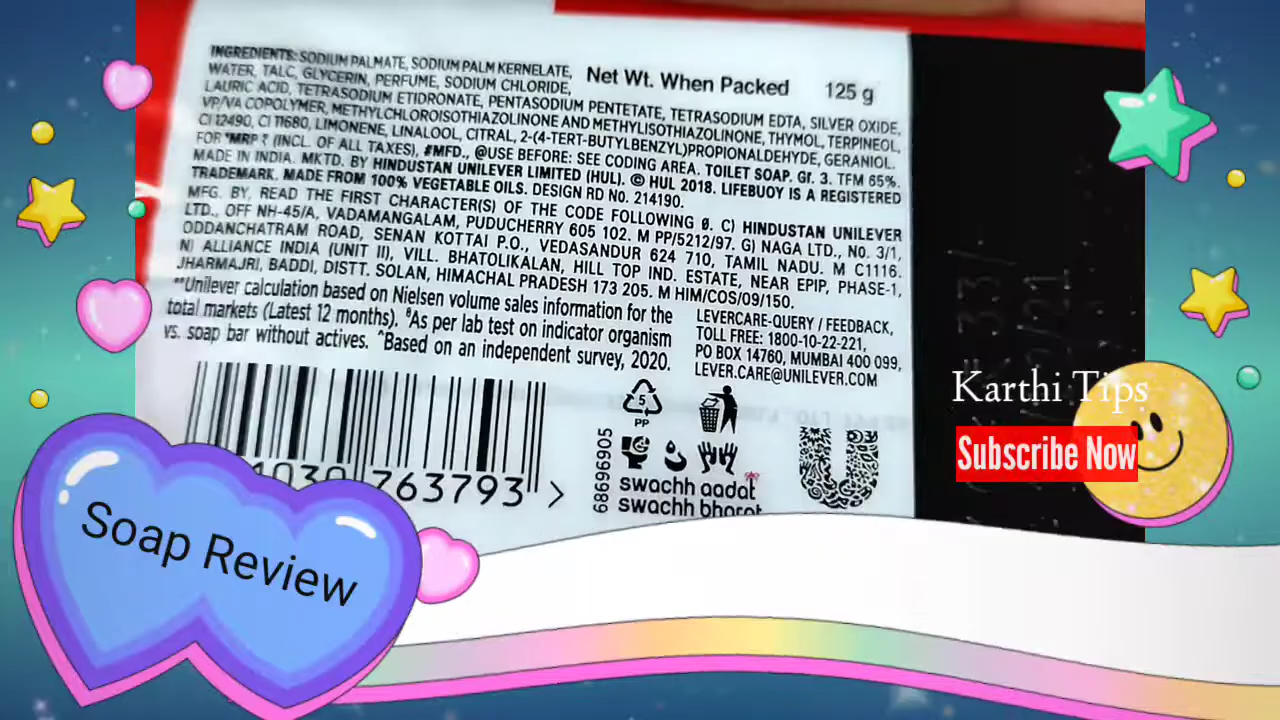 INGREDIENTS: SODIUM PALMATE, SODIUM PALM KERNELATE,
WATER, TALC, GLYCERIN, PERFUME, SODIUM CHLORIDE,
Net Wt. When Packed 125 g
LAURIC ACID, TETRASODIUM ETIDRONATE, PENTASODIUM PENTETATE, TETRASODIUM EDTA, SILVER OXIDE,
VP/VA COPOLYMER, METHYLCHLOROISOTHIAZOLINONE AND METHYLISOTHIAZOLINONE, THYMOL, TERPINEOL,
CI 12490, CI 11680, LIMONENE, LINALOOL, CITRAL, 2-(4-TERT-BUTYLBENZYL)PROPIONALDEHYDE, GERANIOL.
FOR *MRP ₹ (INCL. OF ALL TAXES), #MFD., @USE BEFORE: SEE CODING AREA. TOILET SOAP. Gr. 3. TFM 65%.
MADE IN INDIA. MKTD. BY HINDUSTAN UNILEVER LIMITED (HUL). © HUL 2018. LIFEBUOY IS A REGISTERED
TRADEMARK. MADE FROM 100% VEGETABLE OILS. DESIGN RD No. 214190.
MFG. BY, READ THE FIRST CHARACTER(S) OF THE CODE FOLLOWING Ø. C) HINDUSTAN UNILEVER
LTD., OFF NH-45/A, VADAMANGALAM, PUDUCHERRY 605 102. M PP/5212/97. G) NAGA LTD., No. 3/1,
ODDANCHATRAM ROAD, SENAN KOTTAI P.O., VEDASANDUR 624 710, TAMIL NADU. M C1116.
N) ALLIANCE INDIA (UNIT II), VILL. BHATOLIKALAN, HILL TOP IND. ESTATE, NEAR EPIP, PHASE-1,
JHARMAJRI, BADDI, DISTT. SOLAN, HIMACHAL PRADESH 173 205. M HIM/COS/09/150.
**Unilever calculation based on Nielsen volume sales information for the
total markets (Latest 12 months). As per lab test on indicator organism
vs. soap bar without actives. ^Based on an independent survey, 2020.
LEVERCARE-QUERY / FEEDBACK,
TOLL FREE: 1800-10-22-221,
PO BOX 14760, MUMBAI 400 099,
LEVER.CARE@UNILEVER.COM
5
PP
68696905
swachh aadat
swachh bharat
1030 763793 >
Karthi Tips
Subscribe Now
Soap Review